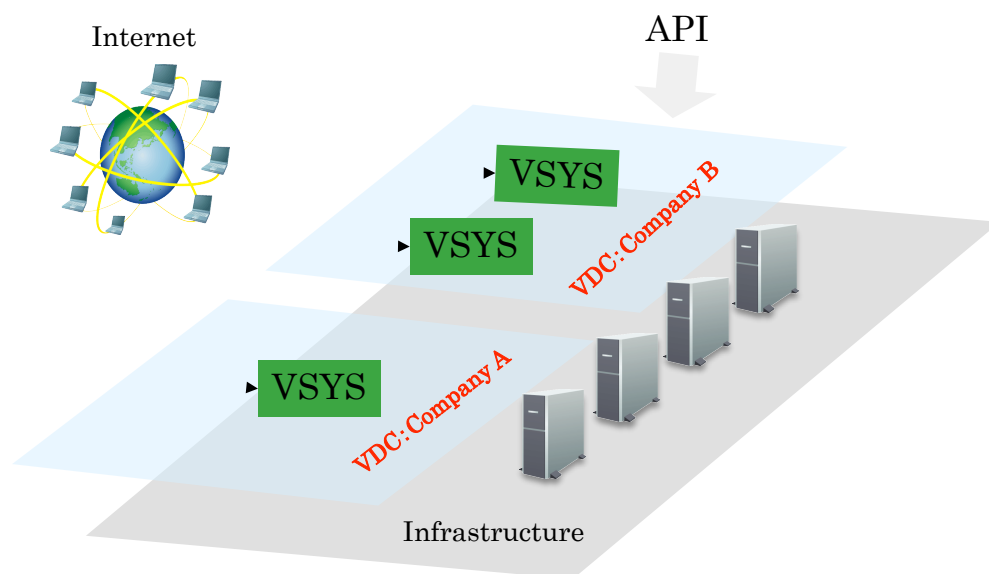 Internet
API
VSYS
VSYS
VDC:Company B
VSYS
VDC:Company A
Infrastructure